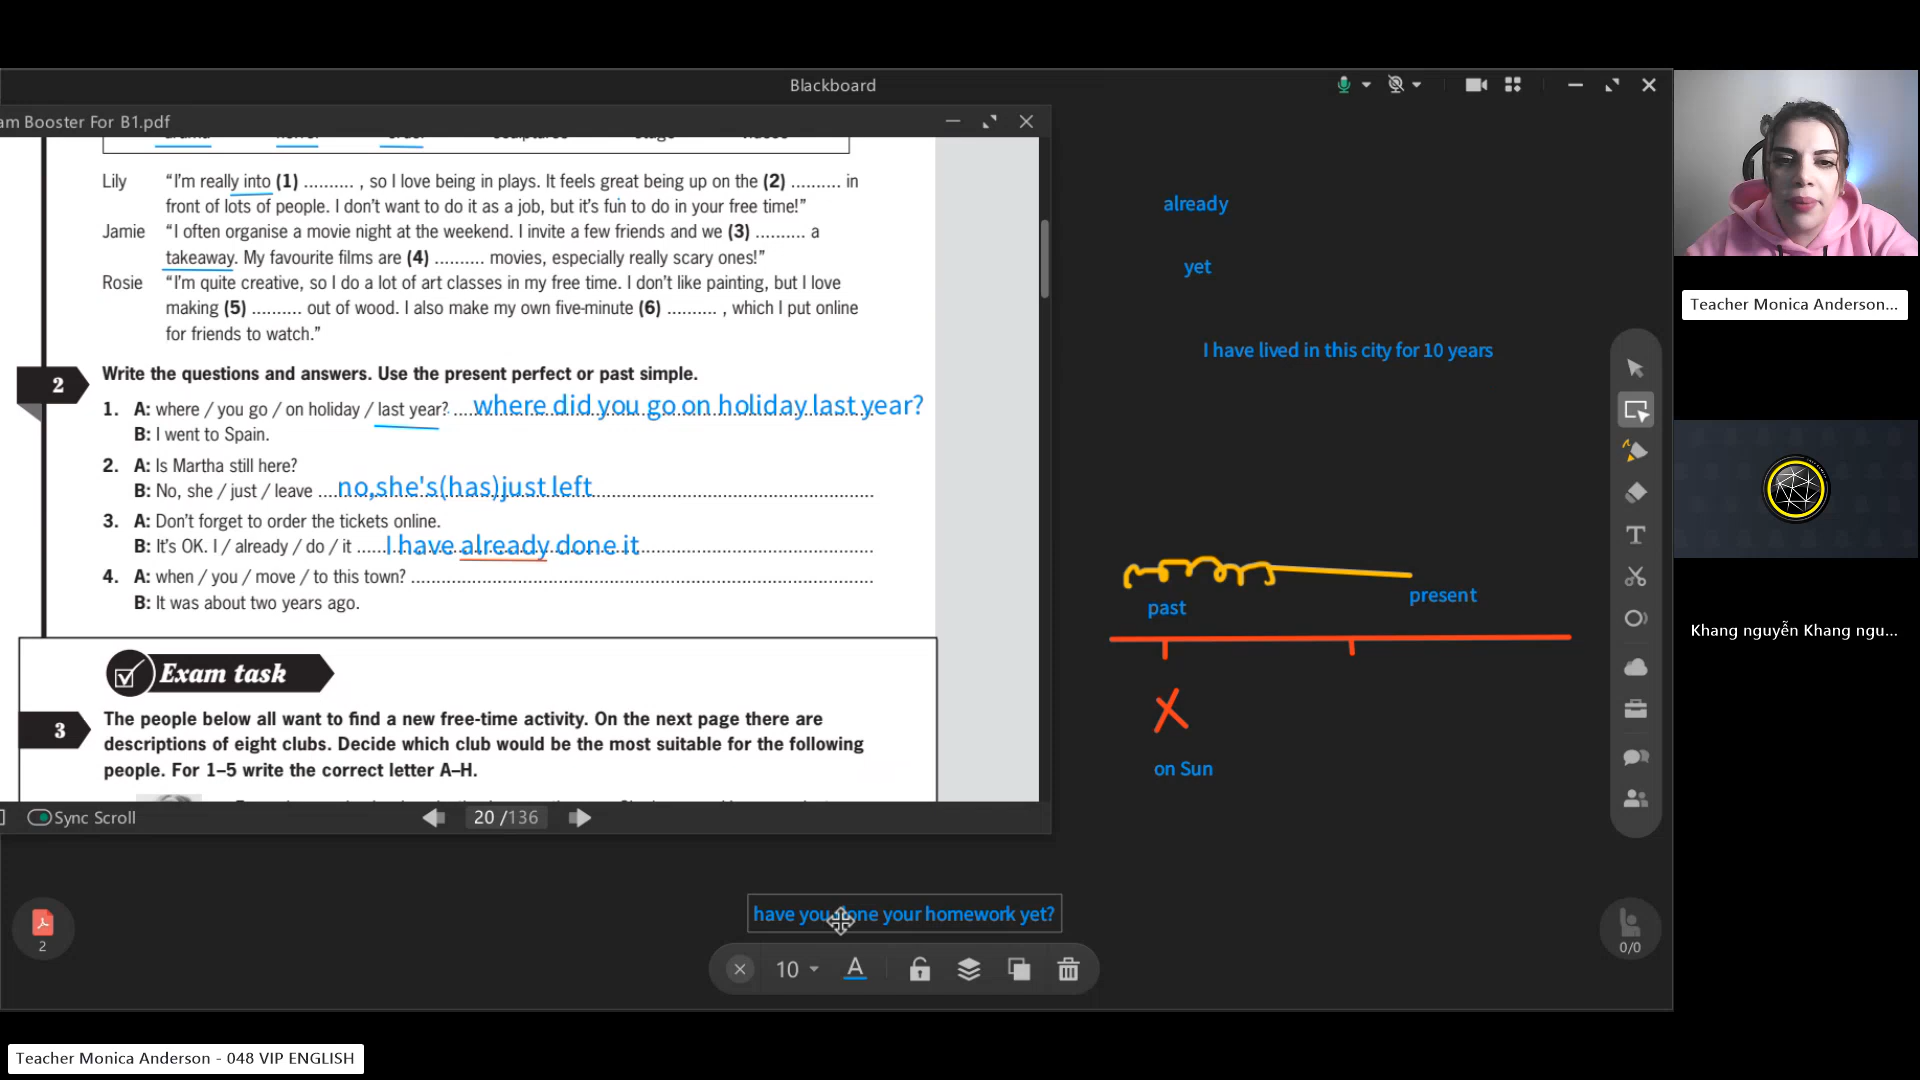 Blackboard
am Booster For B1.pdf
Lily "I'm really into (1) .......... , so I love being in plays. It feels great being up on the (2) .......... in
front of lots of people. I don't want to do it as a job, but it's fun to do in your free time!"
Jamie "I often organise a movie night at the weekend. I invite a few friends and we (3) .......... a
takeaway. My favourite films are (4) .......... movies, especially really scary ones!"
Rosie "I'm quite creative, so I do a lot of art classes in my free time. I don't like painting, but I love
making (5) .......... out of wood. I also make my own five-minute (6) .......... , which I put online
for friends to watch."
2 Write the questions and answers. Use the present perfect or past simple.
1. A: where / you go / on holiday / last year? where did you go on holiday last year?
B: I went to Spain.
2. A: Is Martha still here?
B: No, she / just / leave no,she's(has)just left
3. A: Don't forget to order the tickets online.
B: It's OK. I / already / do / it I have already done it
4. A: when / you / move / to this town?
B: It was about two years ago.
Exam task
3 The people below all want to find a new free-time activity. On the next page there are
descriptions of eight clubs. Decide which club would be the most suitable for the following
people. For 1–5 write the correct letter A–H.
Sync Scroll
20 /136
already
yet
I have lived in this city for 10 years
past
present
X
on Sun
have you done your homework yet?
10
A
2
0/0
Teacher Monica Anderson...
Khang nguyễn Khang ngu...
Teacher Monica Anderson - 048 VIP ENGLISH